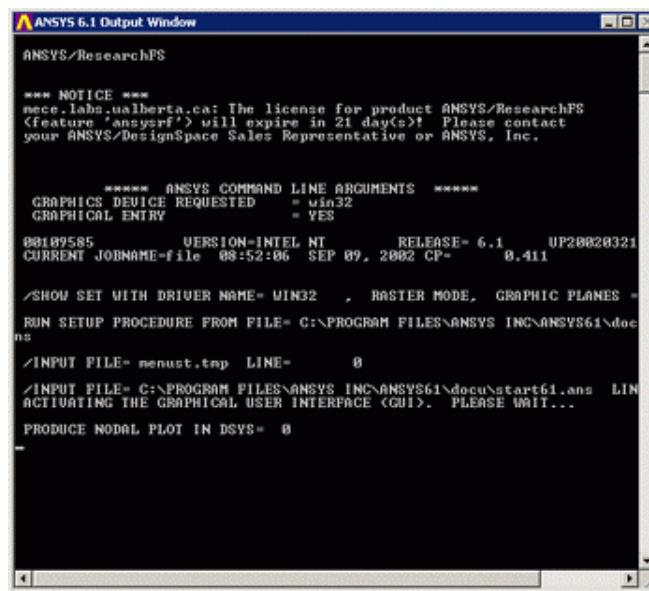 ANSYS 6.1 Output Window
ANSYS/ResearchFS
*** NOTICE ***
mece.labs.ualberta.ca: The license for product ANSYS/ResearchFS
(feature 'ansysrf') will expire in 21 day(s)! Please contact
your ANSYS/DesignSpace Sales Representative or ANSYS, Inc.
***** ANSYS COMMAND LINE ARGUMENTS *****
GRAPHICS DEVICE REQUESTED = win32
GRAPHICAL ENTRY = YES
00109585 VERSION=INTEL NT RELEASE= 6.1 UP20020321
CURRENT JOBNAME=file 08:52:06 SEP 09, 2002 CP= 0.411
/SHOW SET WITH DRIVER NAME= WIN32 , RASTER MODE, GRAPHIC PLANES =
RUN SETUP PROCEDURE FROM FILE= C:\PROGRAM FILES\ANSYS INC\ANSYS61\doc
ns
/INPUT FILE= menust.tmp LINE= 0
/INPUT FILE= C:\PROGRAM FILES\ANSYS INC\ANSYS61\docu\start61.ans LIN
ACTIVATING THE GRAPHICAL USER INTERFACE (GUI). PLEASE WAIT...
PRODUCE NODAL PLOT IN DSYS= 0